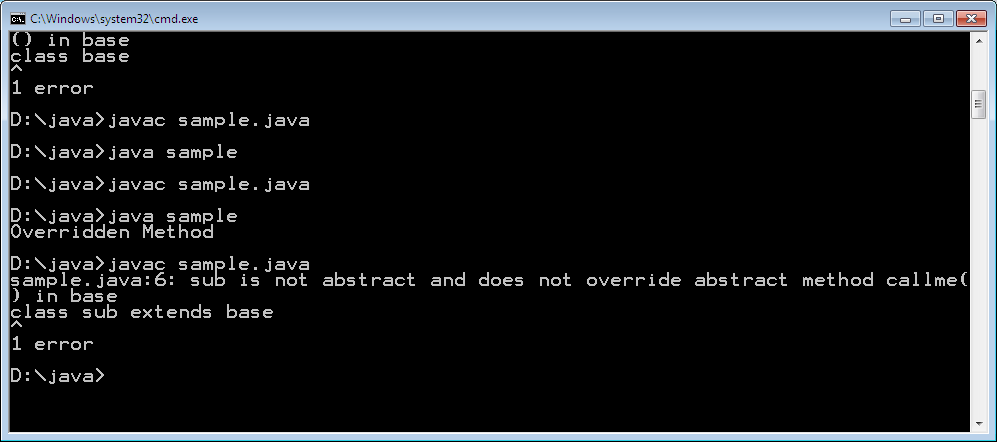 C:\Windows\system32\cmd.exe
() in base
class base
^
1 error
D:\java>javac sample.java
D:\java>java sample
D:\java>javac sample.java
D:\java>java sample
Overridden Method
D:\java>javac sample.java
sample.java:6: sub is not abstract and does not override abstract method callme(
) in base
class sub extends base
^
1 error
D:\java>